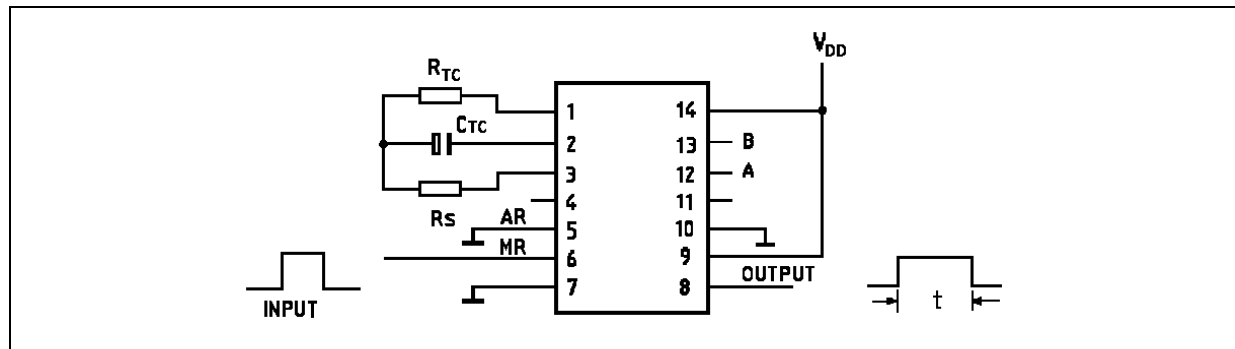 V_DD
R_TC
1 14
C_TC
2 13 B
3 12 A
R_S
4 11
AR
5 10
MR
6 9
OUTPUT
7 8
INPUT
t